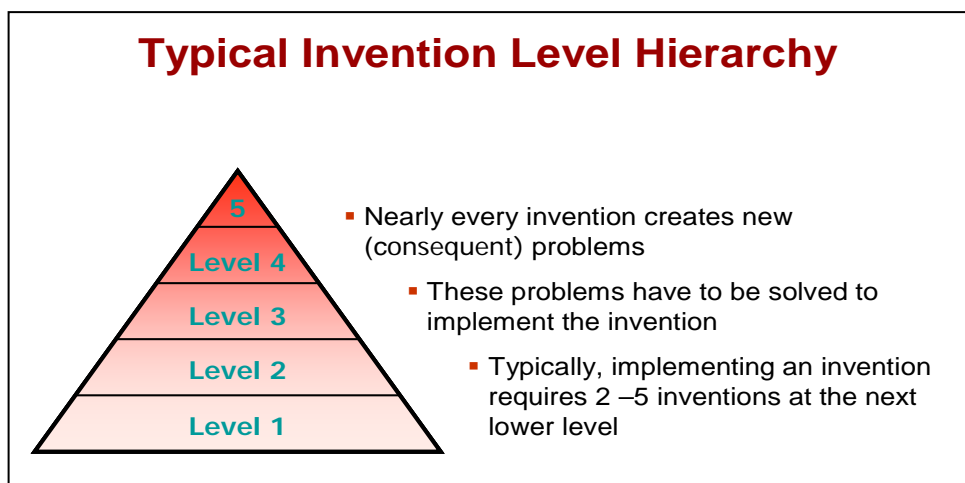 Typical Invention Level Hierarchy
5
Level 4
Level 3
Level 2
Level 1
▪ Nearly every invention creates new
(consequent) problems
▪ These problems have to be solved to
implement the invention
▪ Typically, implementing an invention
requires 2 –5 inventions at the next
lower level